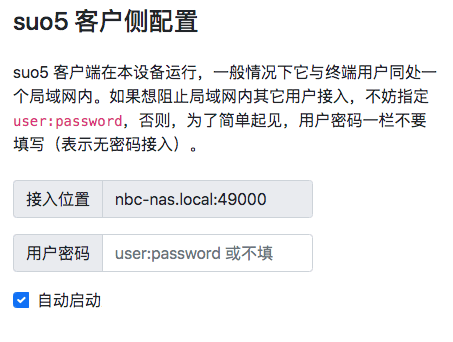 suo5 客户侧配置
suo5 客户端在本设备运行，一般情况下它与终端用户同处一
个局域网内。如果想阻止局域网内其它用户接入，不妨指定
user:password，否则，为了简单起见，用户密码一栏不要
填写（表示无密码接入）。
接入位置 nbc-nas.local:49000
用户密码 user:password 或不填
自动启动